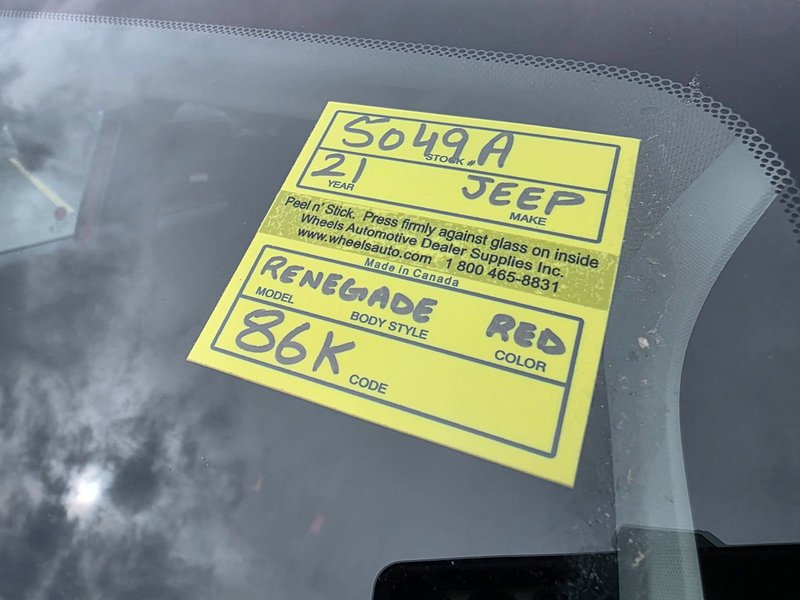 5049A
STOCK #
21 JEEP
YEAR MAKE
Peel n' Stick. Press firmly against glass on inside
Wheels Automotive Dealer Supplies Inc.
www.wheelsauto.com 1 800 465-8831
Made in Canada
RENEGADE RED
MODEL BODY STYLE COLOR
86K
CODE